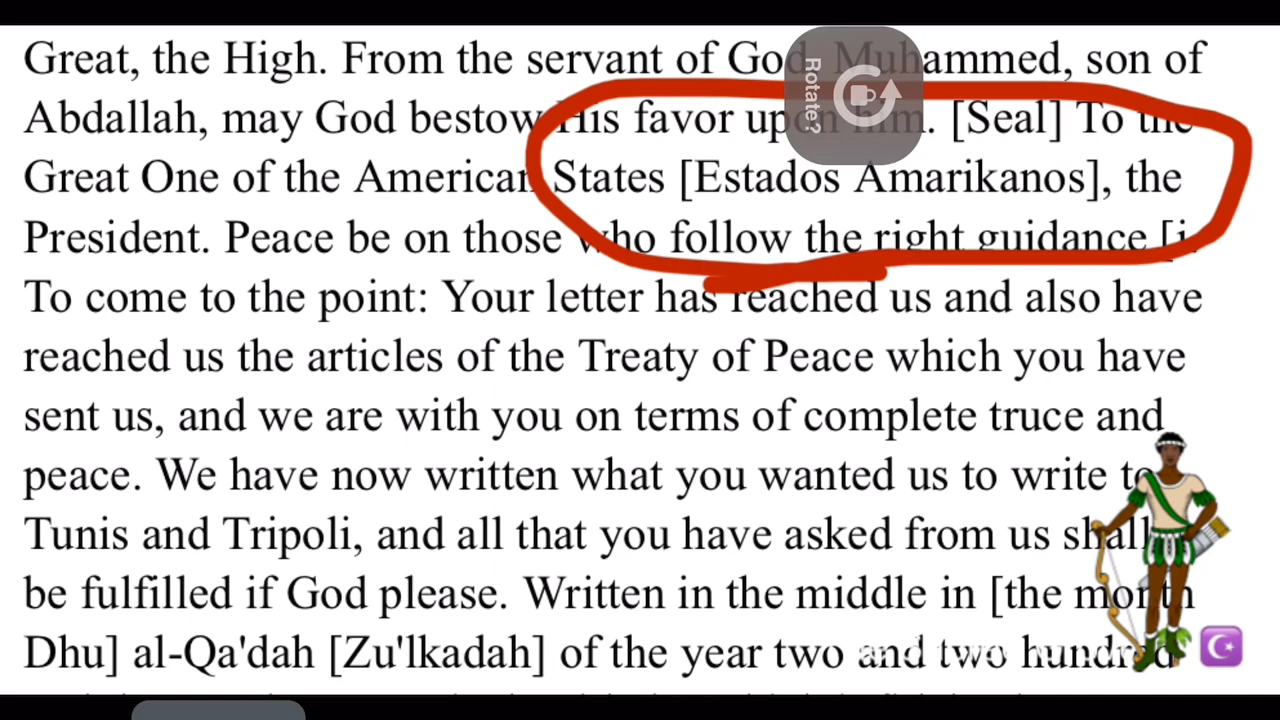 Great, the High. From the servant of God, Muhammed, son of
Rotate?
Abdallah, may God bestow His favor upon him. [Seal] To the
Great One of the American States [Estados Amarikanos], the
President. Peace be on those who follow the right guidance [i.
To come to the point: Your letter has reached us and also have
reached us the articles of the Treaty of Peace which you have
sent us, and we are with you on terms of complete truce and
peace. We have now written what you wanted us to write to
Tunis and Tripoli, and all that you have asked from us shall
be fulfilled if God please. Written in the middle in [the month
Dhu] al-Qa'dah [Zu'lkadah] of the year two and two hundred